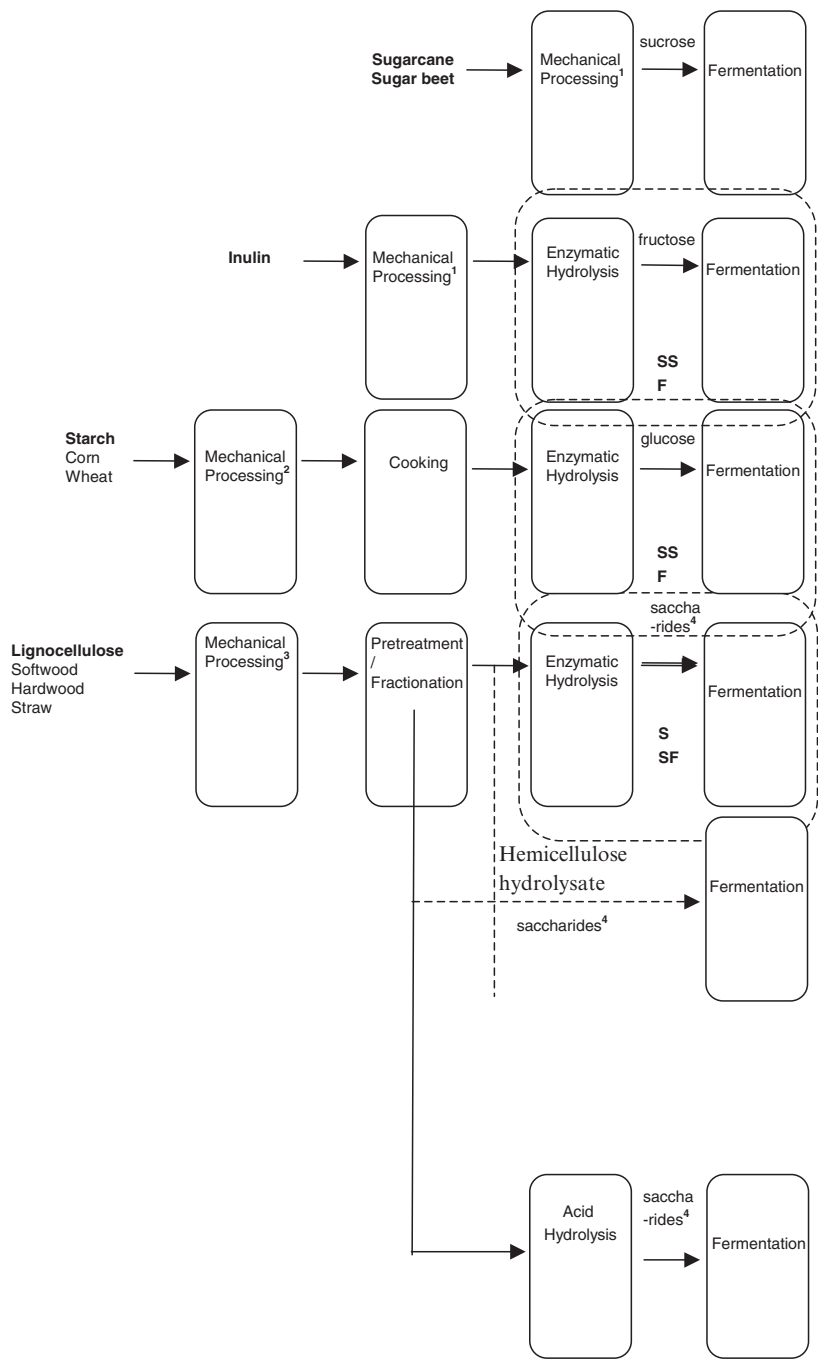 Sugarcane
Sugar beet
Mechanical
Processing¹
sucrose
Fermentation
Inulin
Mechanical
Processing¹
Enzymatic
Hydrolysis
fructose
Fermentation
SS
F
Starch
Corn
Wheat
Mechanical
Processing²
Cooking
Enzymatic
Hydrolysis
glucose
Fermentation
SS
F
Lignocellulose
Softwood
Hardwood
Straw
Mechanical
Processing³
Pretreatment
/
Fractionation
Enzymatic
Hydrolysis
saccha
-rides⁴
Fermentation
S
SF
Hemicellulose
hydrolysate
saccharides⁴
Fermentation
Acid
Hydrolysis
saccha
-rides⁴
Fermentation